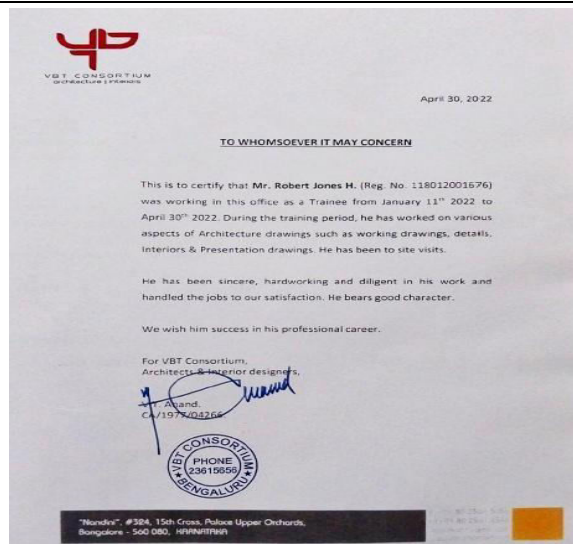 VBT CONSORTIUM
architecture | interiors
April 30, 2022
TO WHOMSOEVER IT MAY CONCERN
This is to certify that Mr. Robert Jones H. (Reg. No. 118012001676)
was working in this office as a Trainee from January 11th 2022 to
April 30th 2022. During the training period, he has worked on various
aspects of Architecture drawings such as working drawings, details,
Interiors & Presentation drawings. He has been to site visits.
He has been sincere, hardworking and diligent in his work and
handled the jobs to our satisfaction. He bears good character.
We wish him success in his professional career.
For VBT Consortium,
Architects & Interior designers,
Anand.
CA/1977/04266
VBT CONSORTIUM
PHONE
23615656
BENGALURU
"Nandini", #324, 15th Cross, Palace Upper Orchards,
Bangalore - 560 080, KARNATAKA